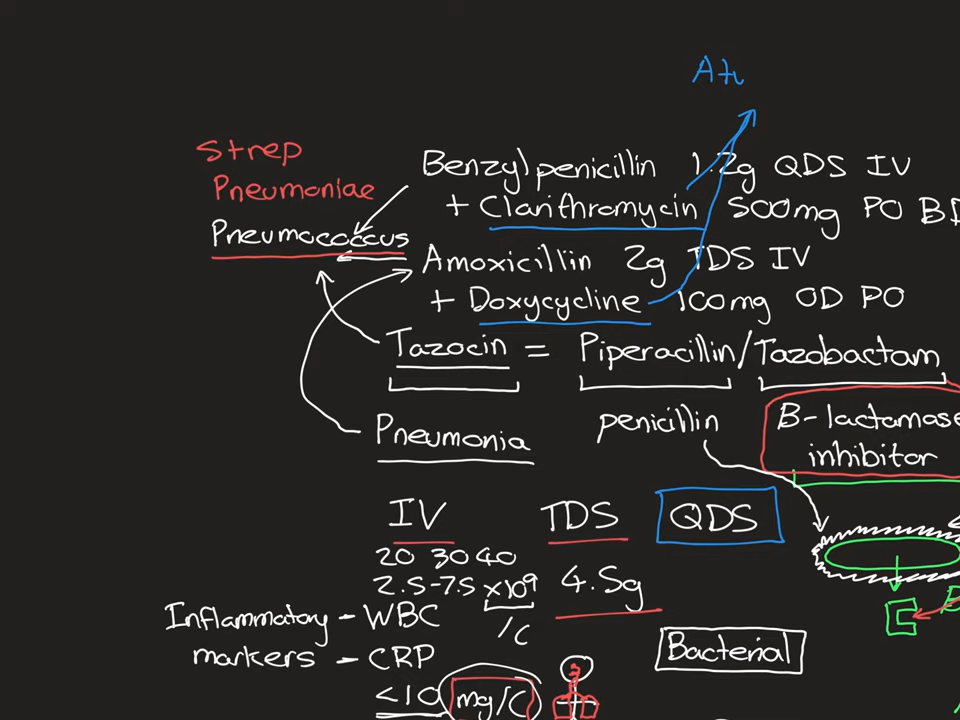 Atu
Strep
Pneumoniae
Pneumococcus
Benzylpenicillin 1.2g QDS IV
+ Clarithromycin 500mg PO BD
Amoxicillin 2g TDS IV
+ Doxycycline 100mg OD PO
Tazocin = Piperacillin/Tazobactam
Pneumonia
penicillin
B-lactamase
inhibitor
IV TDS QDS
20 30 40
2.5-7.5 x10⁹ 4.5g
Inflammatory - WBC /L
markers - CRP
Bacterial
<10 mg/L